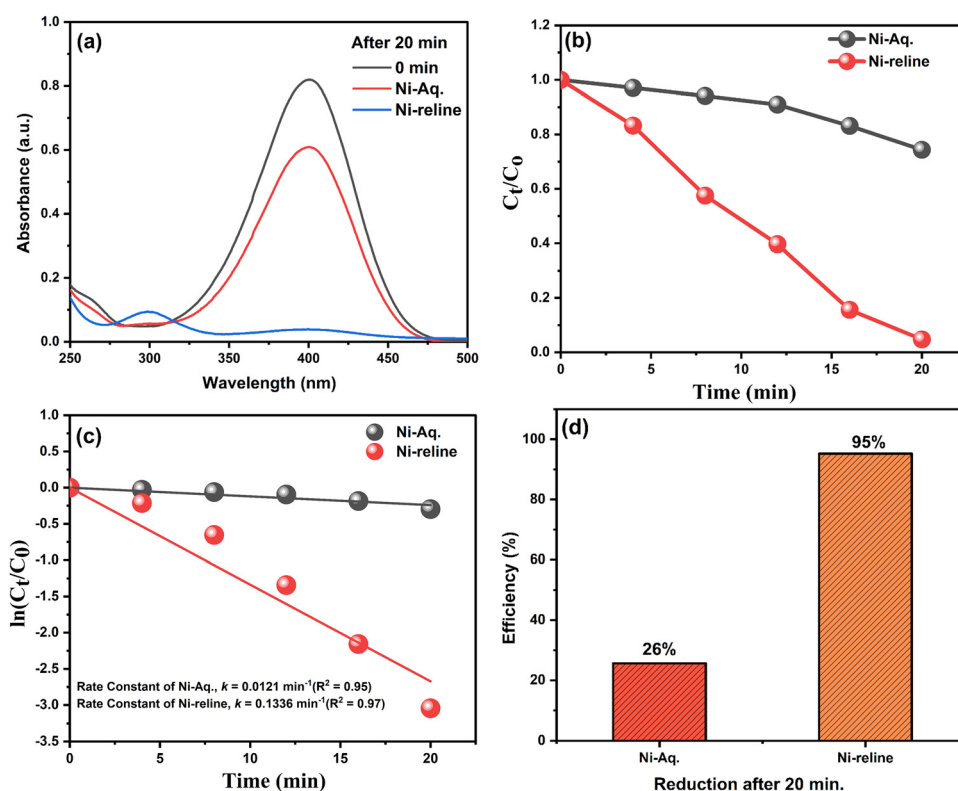 (a)
After 20 min
0 min
Ni-Aq.
Ni-reline
Absorbance (a.u.)
1.0
0.8
0.6
0.4
0.2
0.0
250 300 350 400 450 500
Wavelength (nm)
(b)
Ni-Aq.
Ni-reline
Ct/Co
1.2
1.0
0.8
0.6
0.4
0.2
0.0
0 5 10 15 20
Time (min)
(c)
Ni-Aq.
Ni-reline
ln(Ct/C0)
1.0
0.5
0.0
-0.5
-1.0
-1.5
-2.0
-2.5
-3.0
-3.5
Rate Constant of Ni-Aq., k = 0.0121 min⁻¹(R² = 0.95)
Rate Constant of Ni-reline, k = 0.1336 min⁻¹(R² = 0.97)
0 5 10 15 20
Time (min)
(d)
Efficiency (%)
100
80
60
40
20
0
26%
95%
Ni-Aq. Ni-reline
Reduction after 20 min.